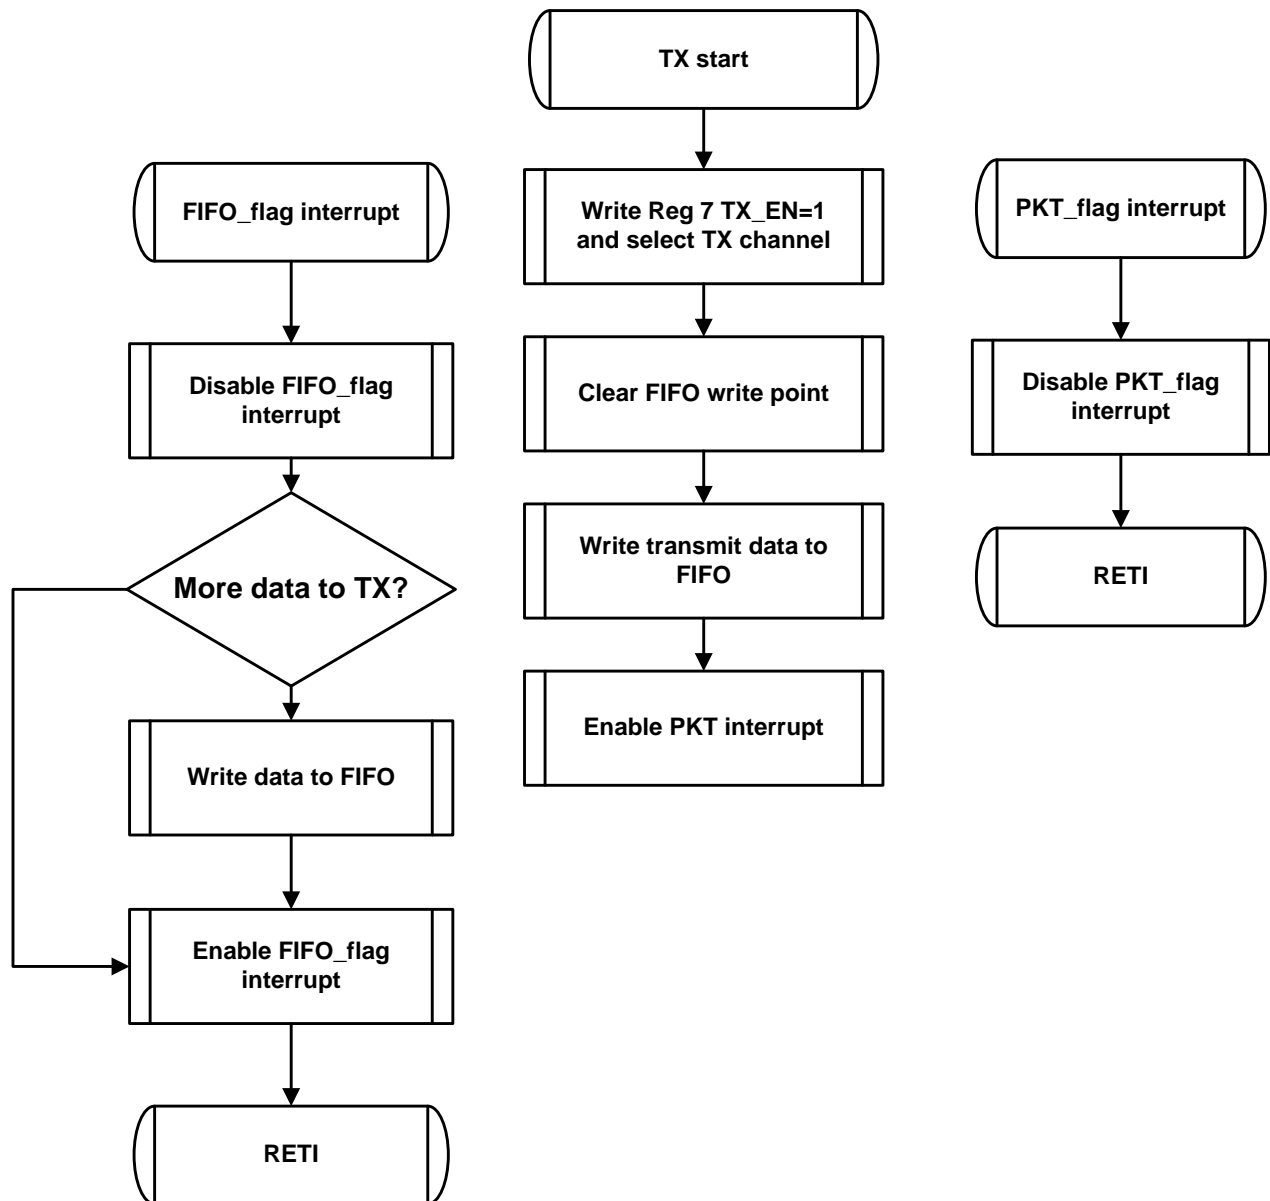 TX start
FIFO_flag interrupt
Write Reg 7 TX_EN=1
and select TX channel
PKT_flag interrupt
Disable FIFO_flag
interrupt
Clear FIFO write point
Disable PKT_flag
interrupt
More data to TX?
Write transmit data to
FIFO
RETI
Write data to FIFO
Enable PKT interrupt
Enable FIFO_flag
interrupt
RETI